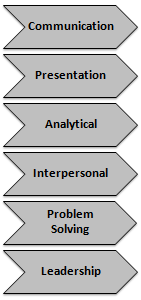 Communication
Presentation
Analytical
Interpersonal
Problem
Solving
Leadership